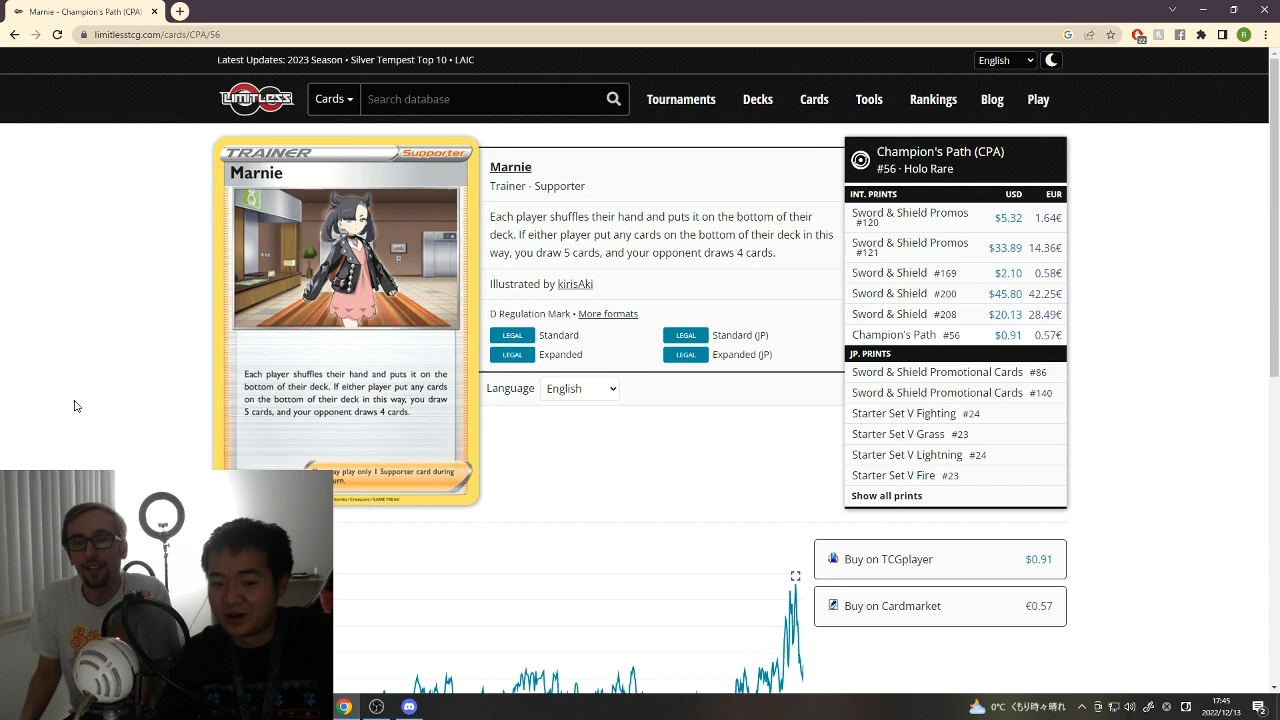 Marnie - Champion's Path (CPA)
limitlesstcg.com/cards/CPA/56
22
R
Latest Updates: 2023 Season • Silver Tempest Top 10 • LAIC
English
LIMITLESS
Cards
Search database
Tournaments
Decks
Cards
Tools
Rankings
Blog
Play
TRAINER
Supporter
Marnie
Each player shuffles their hand and puts it on the
bottom of their deck. If either player put any cards
on the bottom of their deck in this way, you draw
5 cards, and your opponent draws 4 cards.
may play only 1 Supporter card during
Marnie
Trainer - Supporter
Each player shuffles their hand and puts it on the bottom of their
deck. If either player put any cards on the bottom of their deck in this
way, you draw 5 cards, and your opponent draws 4 cards.
Illustrated by kirisAki
D Regulation Mark • More formats
LEGAL Standard
LEGAL Standard (JP)
LEGAL Expanded
LEGAL Expanded (JP)
Language English
Champion's Path (CPA)
#56 · Holo Rare
INT. PRINTS USD EUR
Sword & Shield Promos
#120 $5.32 1.64€
Sword & Shield Promos
#121 $33.89 14.36€
Sword & Shield #169 $2.10 0.58€
Sword & Shield #200 $45.80 42.25€
Sword & Shield #208 $20.13 28.49€
Champion's Path #56 $0.91 0.57€
JP. PRINTS
Sword & Shield Promotional Cards #86
Sword & Shield Promotional Cards #140
Starter Set V Fighting #24
Starter Set V Grass #23
Starter Set V Lightning #24
Starter Set V Fire #23
Show all prints
Buy on TCGplayer $0.91
Buy on Cardmarket €0.57
0°C くもり時々晴れ
17:45
2022/12/13
2